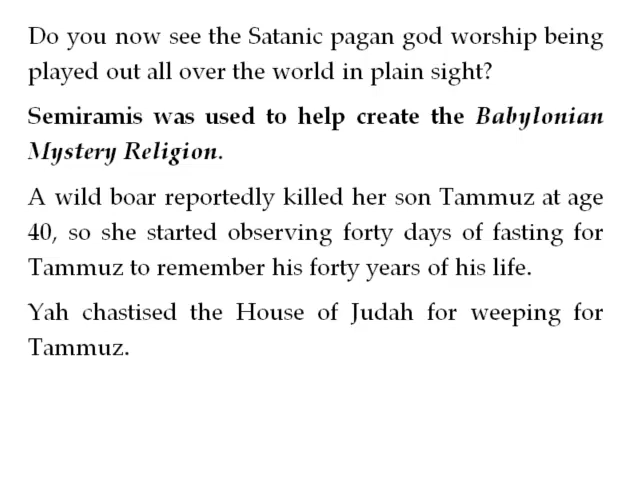 Do you now see the Satanic pagan god worship being
played out all over the world in plain sight?
Semiramis was used to help create the Babylonian
Mystery Religion.
A wild boar reportedly killed her son Tammuz at age
40, so she started observing forty days of fasting for
Tammuz to remember his forty years of his life.
Yah chastised the House of Judah for weeping for
Tammuz.